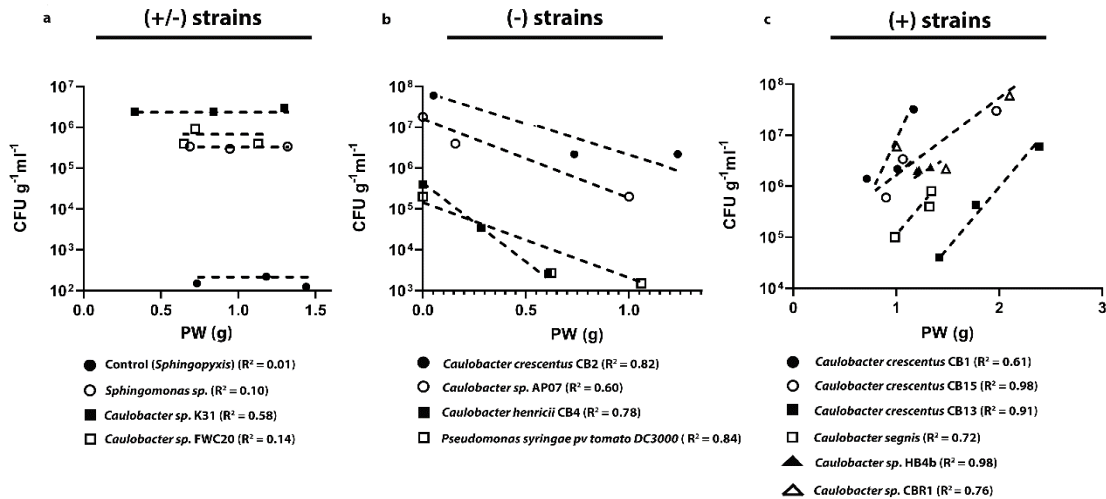 a (+/-) strains
CFU g⁻¹ml⁻¹
10⁷
10⁶
10⁵
10⁴
10³
10²
0.0 0.5 1.0 1.5
PW (g)
Control (Sphingopyxis) (R² = 0.01)
Sphingomonas sp. (R² = 0.10)
Caulobacter sp. K31 (R² = 0.58)
Caulobacter sp. FWC20 (R² = 0.14)
b (-) strains
CFU g⁻¹ml⁻¹
10⁸
10⁷
10⁶
10⁵
10⁴
10³
0.0 0.5 1.0
PW (g)
Caulobacter crescentus CB2 (R² = 0.82)
Caulobacter sp. AP07 (R² = 0.60)
Caulobacter henricii CB4 (R² = 0.78)
Pseudomonas syringae pv tomato DC3000 ( R² = 0.84)
c (+) strains
CFU g⁻¹ml⁻¹
10⁸
10⁷
10⁶
10⁵
10⁴
0 1 2 3
PW (g)
Caulobacter crescentus CB1 (R² = 0.61)
Caulobacter crescentus CB15 (R² = 0.98)
Caulobacter crescentus CB13 (R² = 0.91)
Caulobacter segnis (R² = 0.72)
Caulobacter sp. HB4b (R² = 0.98)
Caulobacter sp. CBR1 (R² = 0.76)